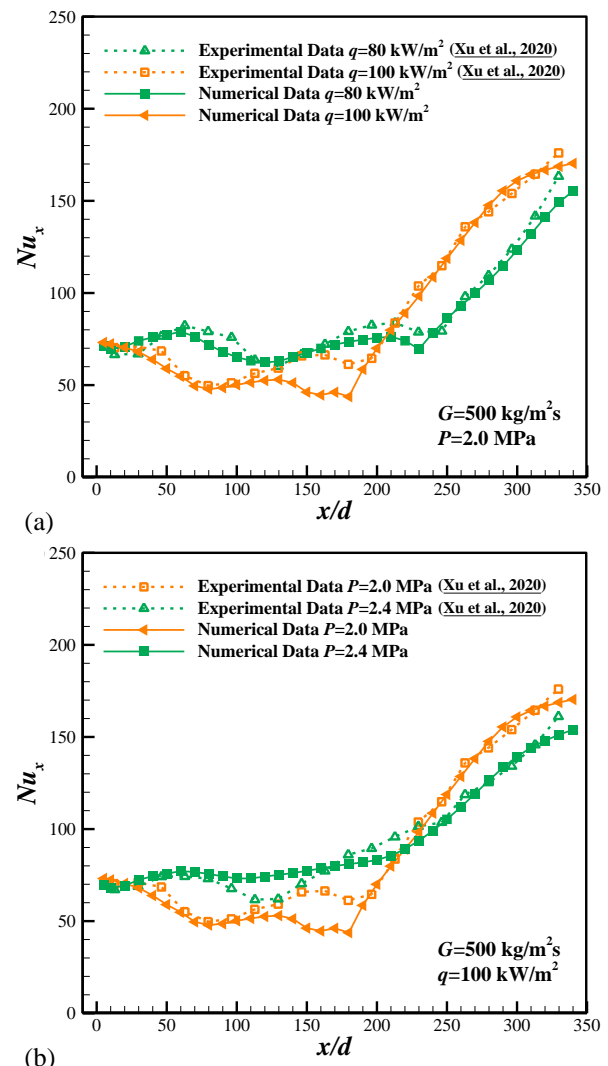 250
200
150
100
50
0
Nuₓ
Experimental Data q=80 kW/m² (Xu et al., 2020)
Experimental Data q=100 kW/m² (Xu et al., 2020)
Numerical Data q=80 kW/m²
Numerical Data q=100 kW/m²
G=500 kg/m²s
P=2.0 MPa
0 50 100 150 200 250 300 350
x/d
(a)
250
200
150
100
50
0
Nuₓ
Experimental Data P=2.0 MPa (Xu et al., 2020)
Experimental Data P=2.4 MPa (Xu et al., 2020)
Numerical Data P=2.0 MPa
Numerical Data P=2.4 MPa
G=500 kg/m²s
q=100 kW/m²
0 50 100 150 200 250 300 350
x/d
(b)